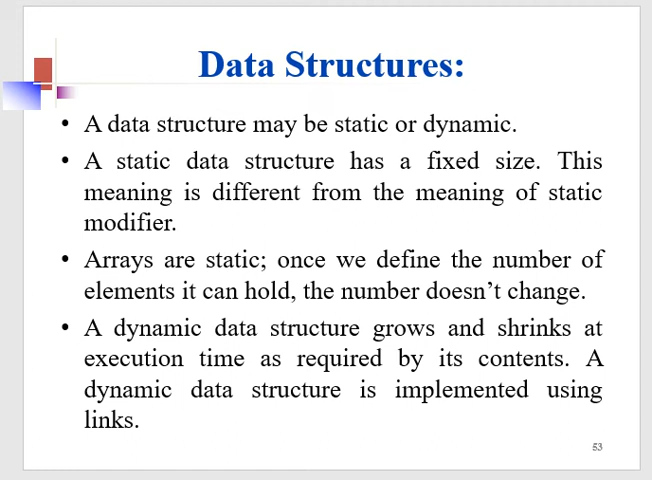 Data Structures:
• A data structure may be static or dynamic.
• A static data structure has a fixed size. This
meaning is different from the meaning of static
modifier.
• Arrays are static; once we define the number of
elements it can hold, the number doesn’t change.
• A dynamic data structure grows and shrinks at
execution time as required by its contents. A
dynamic data structure is implemented using
links.
53